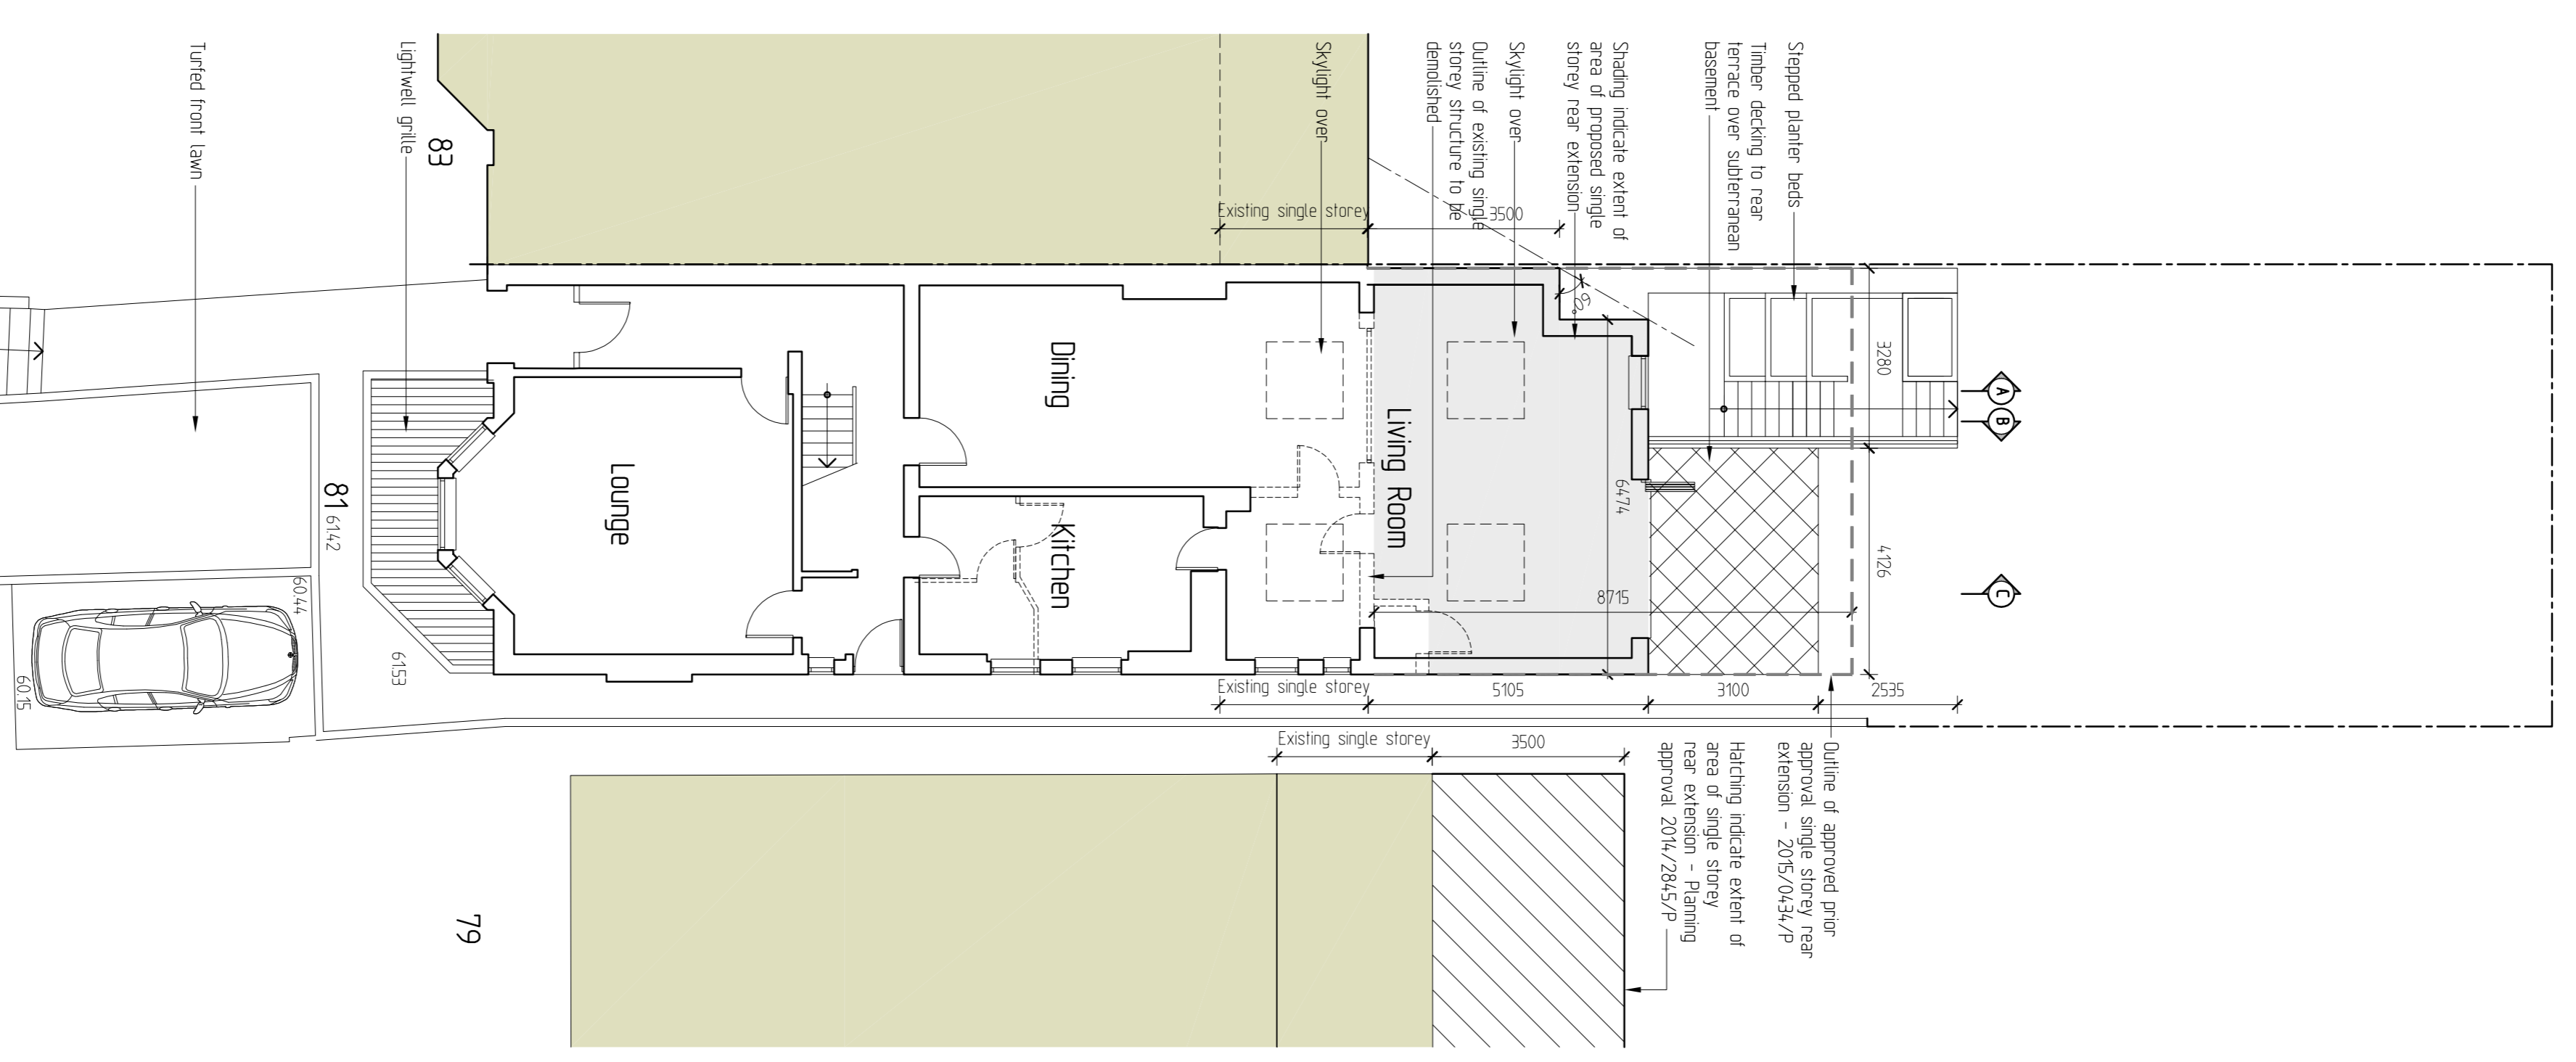 Turfed front lawn
Lightwell grille
83
Skylight over
Outline of existing single
storey structure to be
demolished
Skylight over
Shading indicate extent of
area of proposed single
storey rear extension
Timber decking to rear
terrace over subterranean
basement
Stepped planter beds
Existing single storey
3500
60°
3280
A
B
Dining
Living Room
6474
4126
C
Lounge
Kitchen
8715
81
61.42
60.44
61.53
60.15
Existing single storey
5105
3100
2535
Existing single storey
3500
Hatching indicate extent of
area of single storey
rear extension - Planning
approval 2014/2845/P
Outline of approved prior
approval single storey rear
extension - 2015/0434/P
79